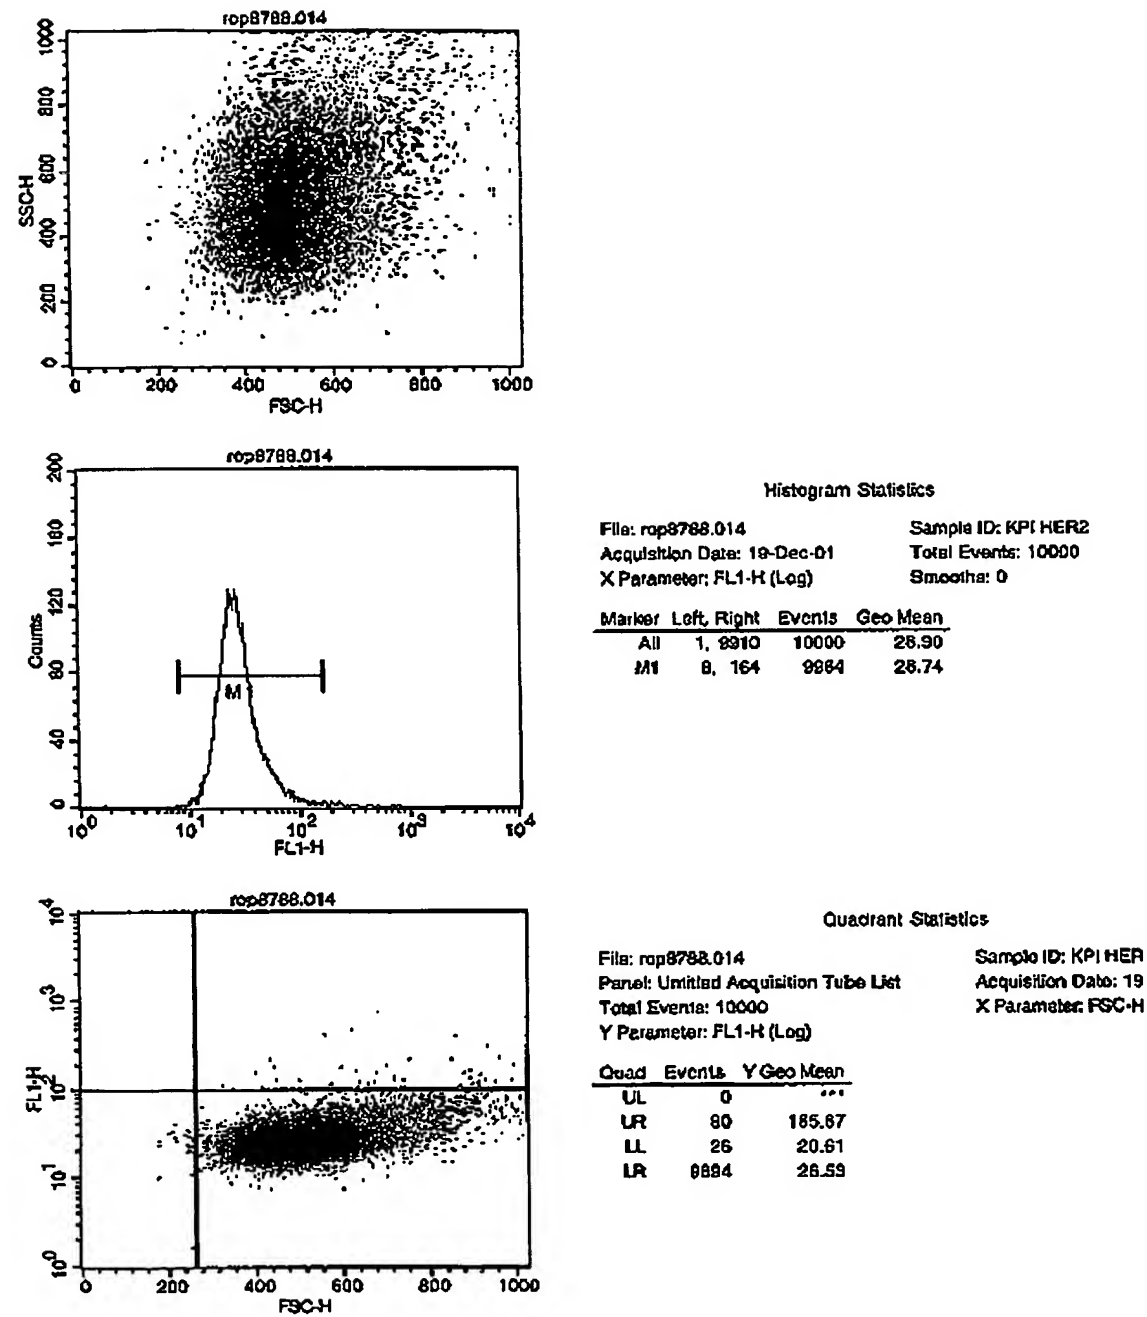 rop8788.014
1000
800
600
400
200
0
SSC-H
0 200 400 600 800 1000
FSC-H
rop8788.014
200
160
120
80
40
0
Counts
M
10^0 10^1 10^2 10^3 10^4
FL1-H
Histogram Statistics
File: rop8788.014 Sample ID: KPI HER2
Acquisition Date: 19-Dec-01 Total Events: 10000
X Parameter: FL1-H (Log) Smooths: 0
Marker Left, Right Events Geo Mean
All 1, 9910 10000 26.90
M1 8, 164 9964 26.74
rop8788.014
10^4
10^3
10^2
10^1
10^0
FL1-H
0 200 400 600 800 1000
FSC-H
Quadrant Statistics
File: rop8788.014 Sample ID: KPI HER
Panel: Untitled Acquisition Tube List Acquisition Date: 19
Total Events: 10000 X Parameter: FSC-H
Y Parameter: FL1-H (Log)
Quad Events Y Geo Mean
UL 0 ***
UR 80 165.67
LL 26 20.61
LR 9894 26.53